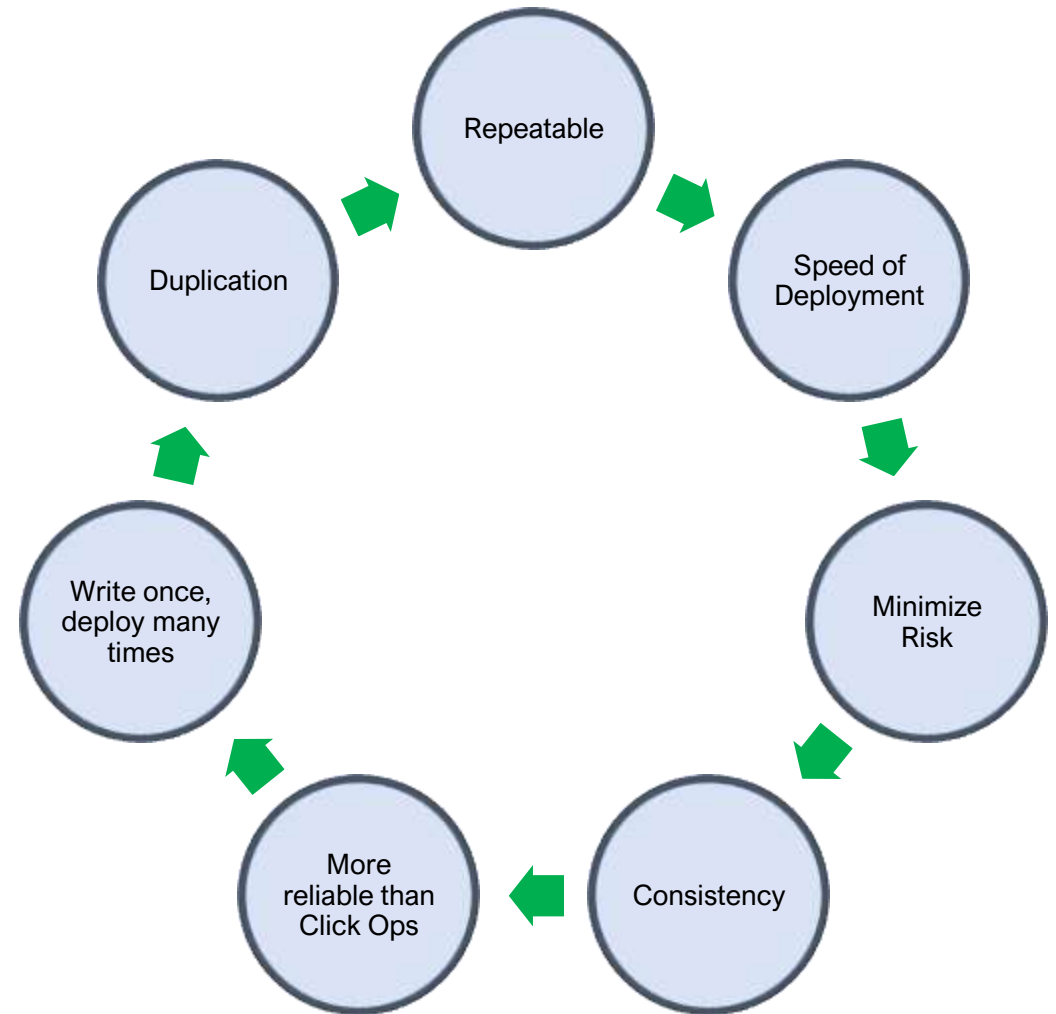 Repeatable
Speed of
Deployment
Minimize
Risk
Consistency
More
reliable than
Click Ops
Write once,
deploy many
times
Duplication